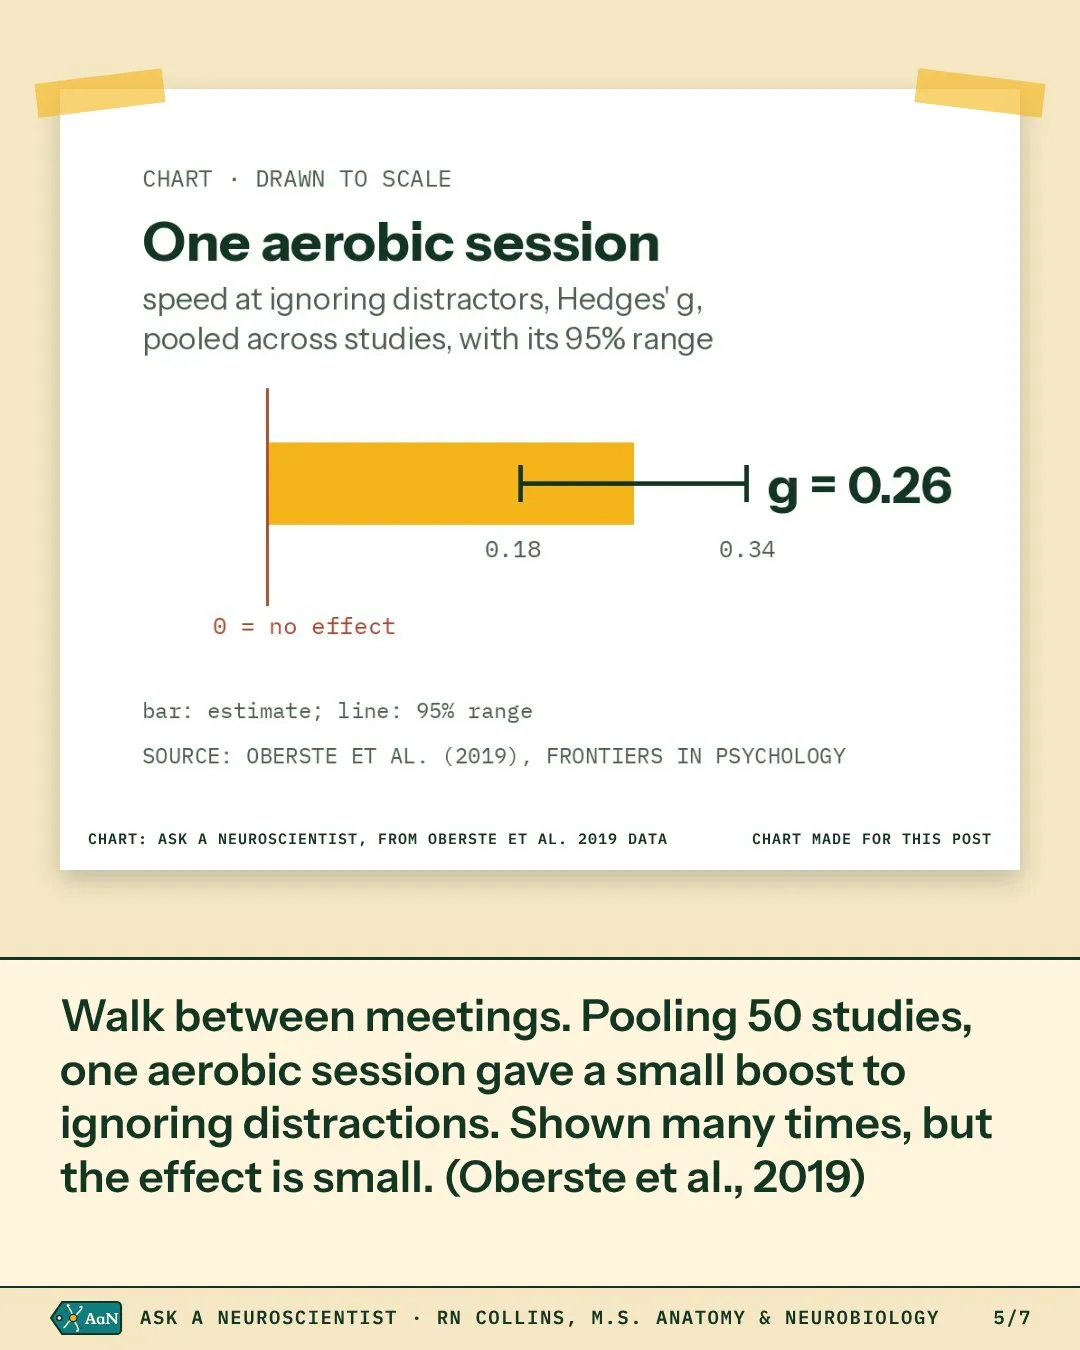 CHART · DRAWN TO SCALE
One aerobic session
speed at ignoring distractors, Hedges' g,
pooled across studies, with its 95% range
g = 0.26
0.18
0.34
0 = no effect
bar: estimate; line: 95% range
SOURCE: OBERSTE ET AL. (2019), FRONTIERS IN PSYCHOLOGY
CHART: ASK A NEUROSCIENTIST, FROM OBERSTE ET AL. 2019 DATA
CHART MADE FOR THIS POST
Walk between meetings. Pooling 50 studies,
one aerobic session gave a small boost to
ignoring distractions. Shown many times, but
the effect is small. (Oberste et al., 2019)
AaN
ASK A NEUROSCIENTIST · RN COLLINS, M.S. ANATOMY & NEUROBIOLOGY
5/7